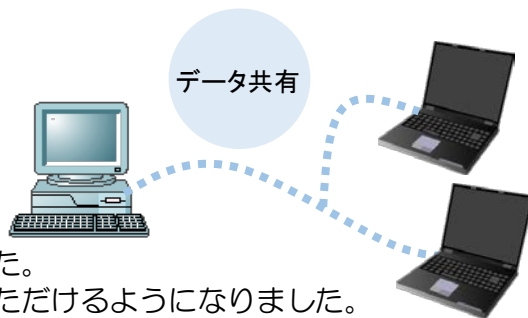 データ共有
た。
ただけるようになりました。